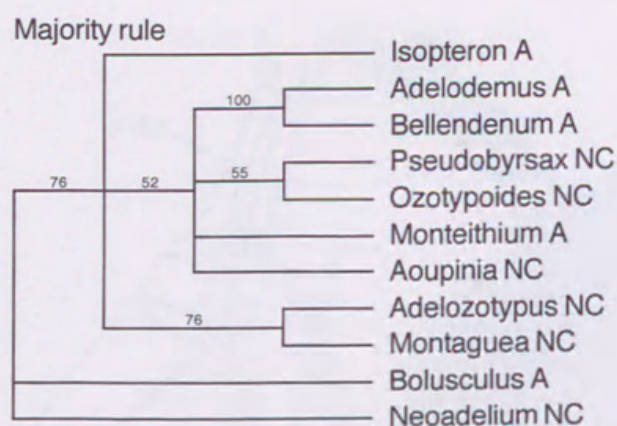 Majority rule
Isopteron A
Adelodemus A
100
Bellendenum A
Pseudobyrsax NC
55
Ozotypoides NC
76
52
Monteithium A
Aoupinia NC
Adelozotypus NC
76
Montaguea NC
Bolusculus A
Neoadelium NC